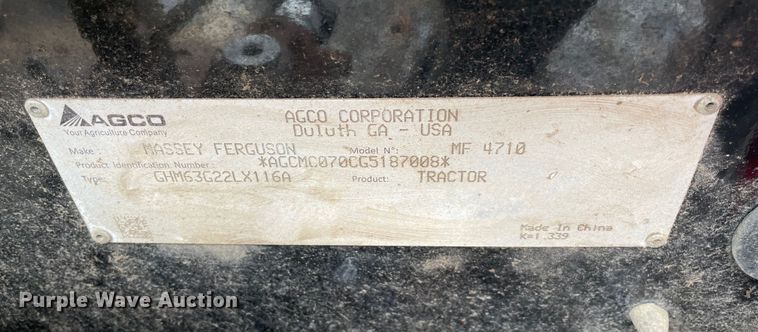 AGCO
Your Agriculture Company
AGCO CORPORATION
Duluth GA - USA
Make: MASSEY FERGUSON Model N°: MF 4710
Product Identification Number: *AGCMC070CG5187008*
Type: GHM63G22LX116A Product: TRACTOR
Made In China
K=1.339
Purple Wave Auction